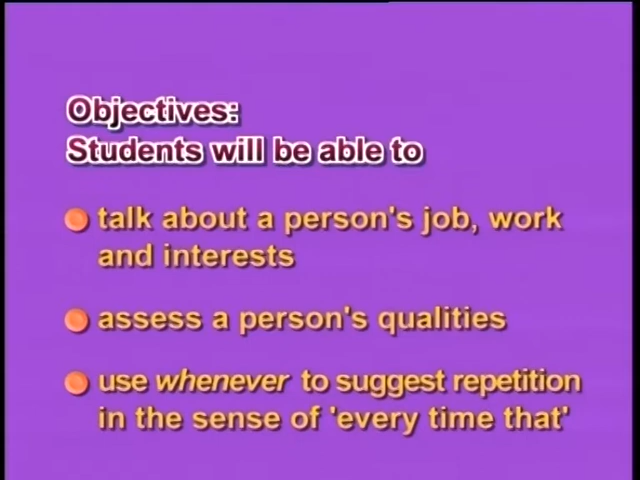 Objectives:
Students will be able to
talk about a person's job, work
and interests
assess a person's qualities
use whenever to suggest repetition
in the sense of 'every time that'